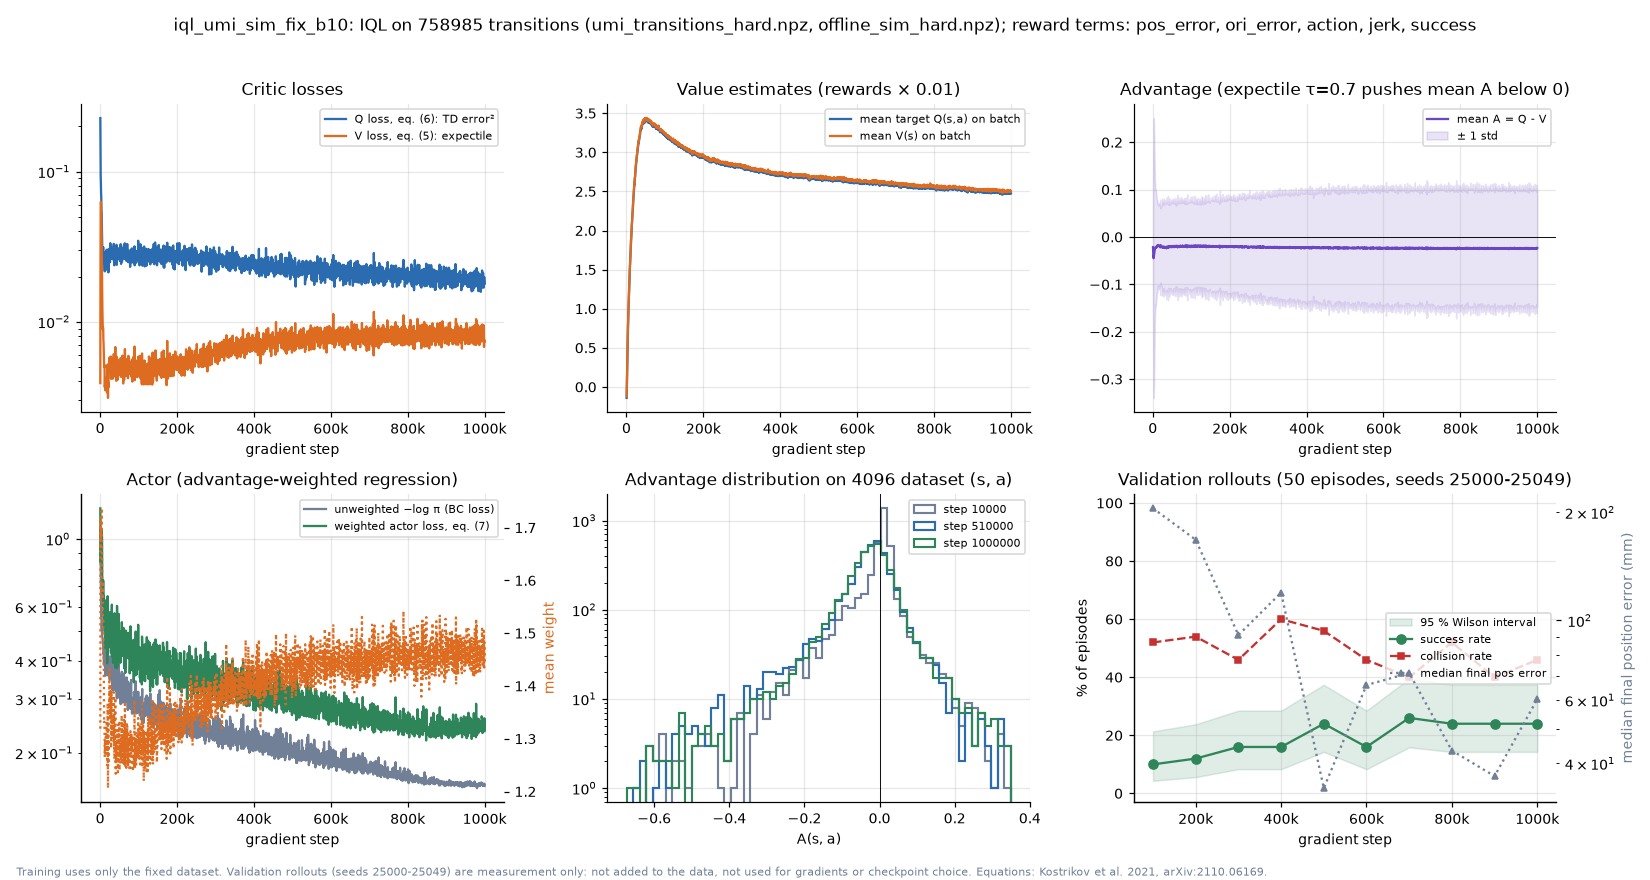 iql_umi_sim_fix_b10: IQL on 758985 transitions (umi_transitions_hard.npz, offline_sim_hard.npz); reward terms: pos_error, ori_error, action, jerk, success
Critic losses
Q loss, eq. (6): TD error²
V loss, eq. (5): expectile
10⁻¹
10⁻²
0 200k 400k 600k 800k 1000k
gradient step
Value estimates (rewards × 0.01)
mean target Q(s,a) on batch
mean V(s) on batch
3.5
3.0
2.5
2.0
1.5
1.0
0.5
0.0
0 200k 400k 600k 800k 1000k
gradient step
Advantage (expectile τ=0.7 pushes mean A below 0)
mean A = Q - V
± 1 std
0.2
0.1
0.0
−0.1
−0.2
−0.3
0 200k 400k 600k 800k 1000k
gradient step
Actor (advantage-weighted regression)
unweighted −log π (BC loss)
weighted actor loss, eq. (7)
10⁰
6 × 10⁻¹
4 × 10⁻¹
3 × 10⁻¹
2 × 10⁻¹
1.7
1.6
1.5
1.4
1.3
1.2
mean weight
0 200k 400k 600k 800k 1000k
gradient step
Advantage distribution on 4096 dataset (s, a)
step 10000
step 510000
step 1000000
10³
10²
10¹
10⁰
−0.6 −0.4 −0.2 0.0 0.2 0.4
A(s, a)
Validation rollouts (50 episodes, seeds 25000-25049)
95 % Wilson interval
success rate
collision rate
median final pos error
% of episodes
100
80
60
40
20
0
2 × 10²
10²
6 × 10¹
4 × 10¹
median final position error (mm)
200k 400k 600k 800k 1000k
gradient step
Training uses only the fixed dataset. Validation rollouts (seeds 25000-25049) are measurement only: not added to the data, not used for gradients or checkpoint choice. Equations: Kostrikov et al. 2021, arXiv:2110.06169.